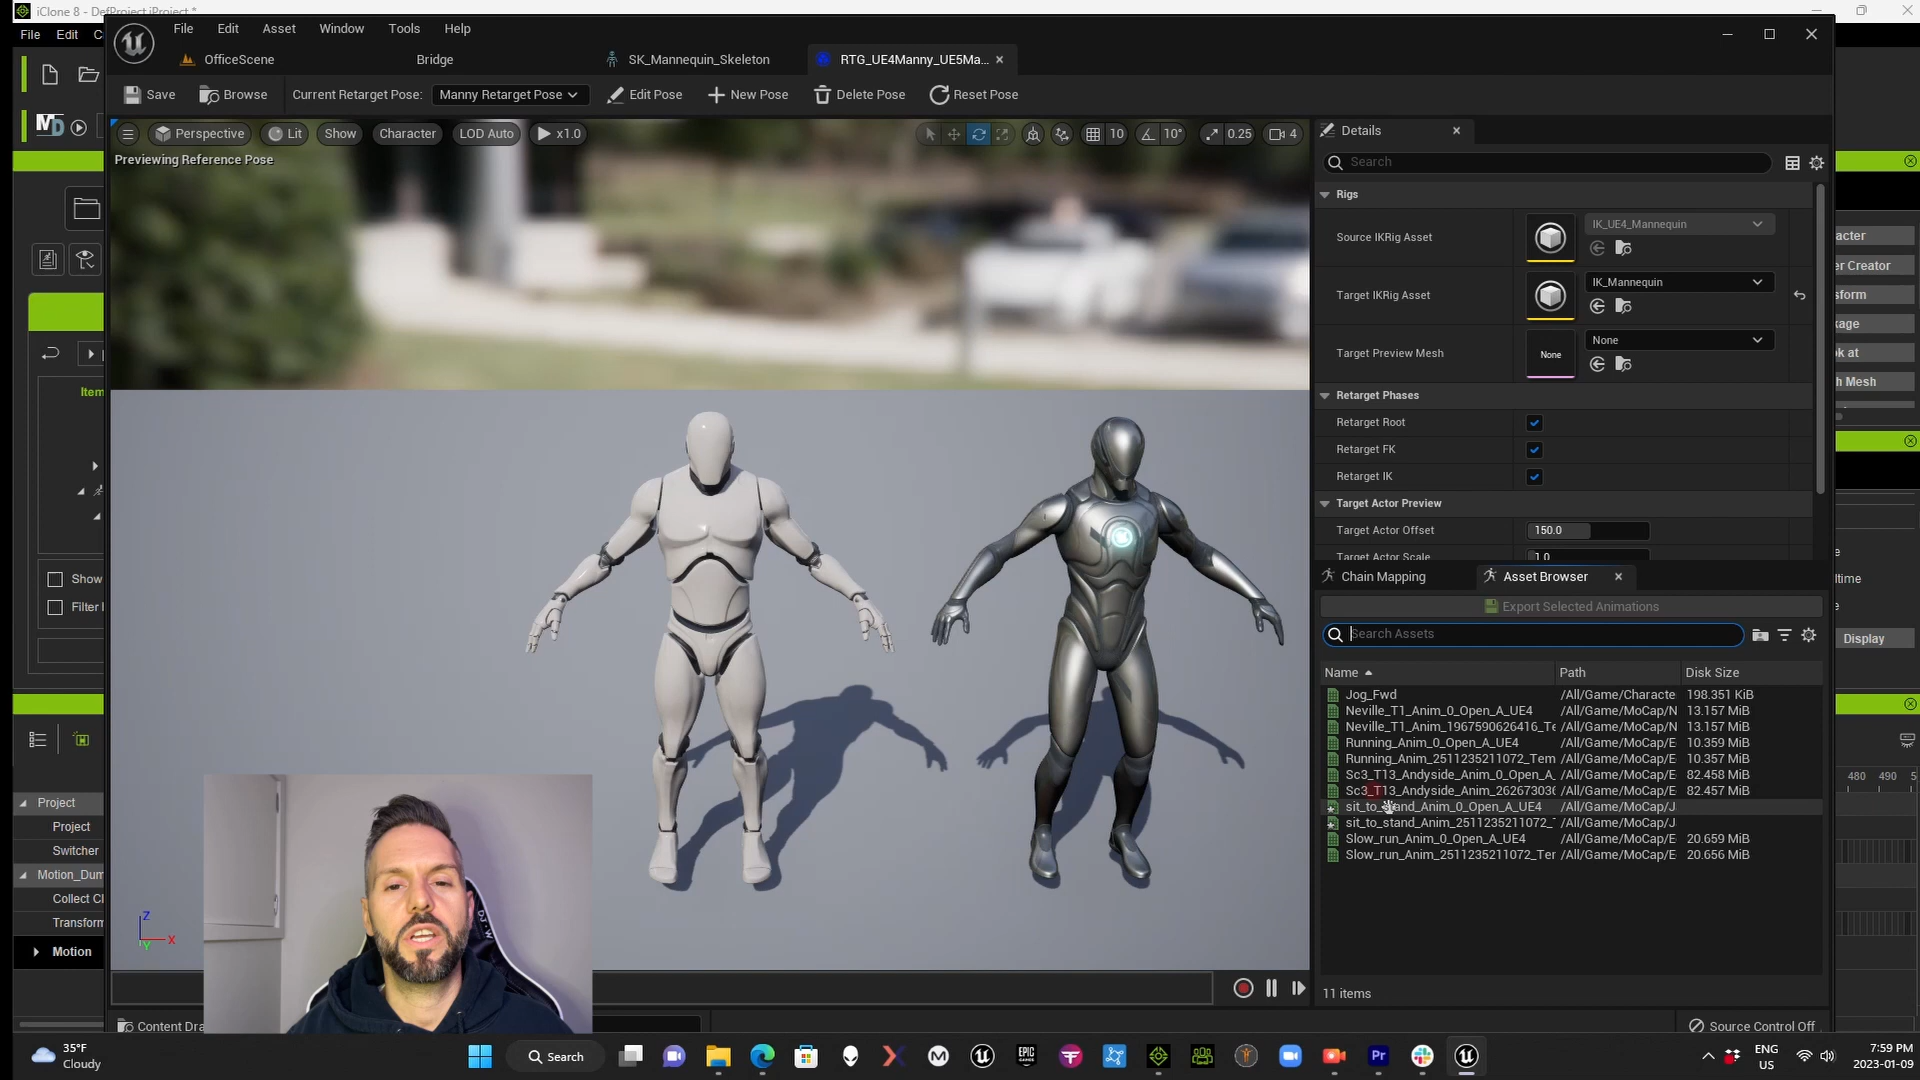 iClone 8 - DefProject.iProject *
File Edit
File Edit Asset Window Tools Help
OfficeScene Bridge SK_Mannequin_Skeleton RTG_UE4Manny_UE5Ma...
Save Browse Current Retarget Pose: Manny Retarget Pose Edit Pose New Pose Delete Pose Reset Pose
Perspective Lit Show Character LOD Auto x1.0 10 10° 0.25 4
Previewing Reference Pose
Details
Search
Rigs
Source IKRig Asset IK_UE4_Mannequin
Target IKRig Asset IK_Mannequin
Target Preview Mesh None None
Retarget Phases
Retarget Root
Retarget FK
Retarget IK
Target Actor Preview
Target Actor Offset 150.0
Target Actor Scale 1.0
Chain Mapping Asset Browser
Export Selected Animations
Search Assets
Name Path Disk Size
Jog_Fwd /All/Game/Characte 198.351 KiB
Neville_T1_Anim_0_Open_A_UE4 /All/Game/MoCap/N 13.157 MiB
Neville_T1_Anim_1967590626416_Te /All/Game/MoCap/N 13.157 MiB
Running_Anim_0_Open_A_UE4 /All/Game/MoCap/E 10.359 MiB
Running_Anim_2511235211072_Tem /All/Game/MoCap/E 10.357 MiB
Sc3_T13_Andyside_Anim_0_Open_A_ /All/Game/MoCap/E 82.458 MiB
Sc3_T13_Andyside_Anim_262673036 /All/Game/MoCap/E 82.457 MiB
sit_to_stand_Anim_0_Open_A_UE4 /All/Game/MoCap/J
sit_to_stand_Anim_2511235211072_T /All/Game/MoCap/J
Slow_run_Anim_0_Open_A_UE4 /All/Game/MoCap/E 20.659 MiB
Slow_run_Anim_2511235211072_Ter /All/Game/MoCap/E 20.656 MiB
11 items
Content Dra
Source Control Off
MD
Item
Show
Filter
Project
Project
Switcher
Motion_Dum
Collect Cl
Transform
Motion
Z
X
Y
DJ·W
acter
er Creator
sform
kage
k at
h Mesh
e
ltime
e
Display
480 490 5
35°F
Cloudy
Search
EPIC
GAMES
Pr
ENG
US
7:59 PM
2023-01-09